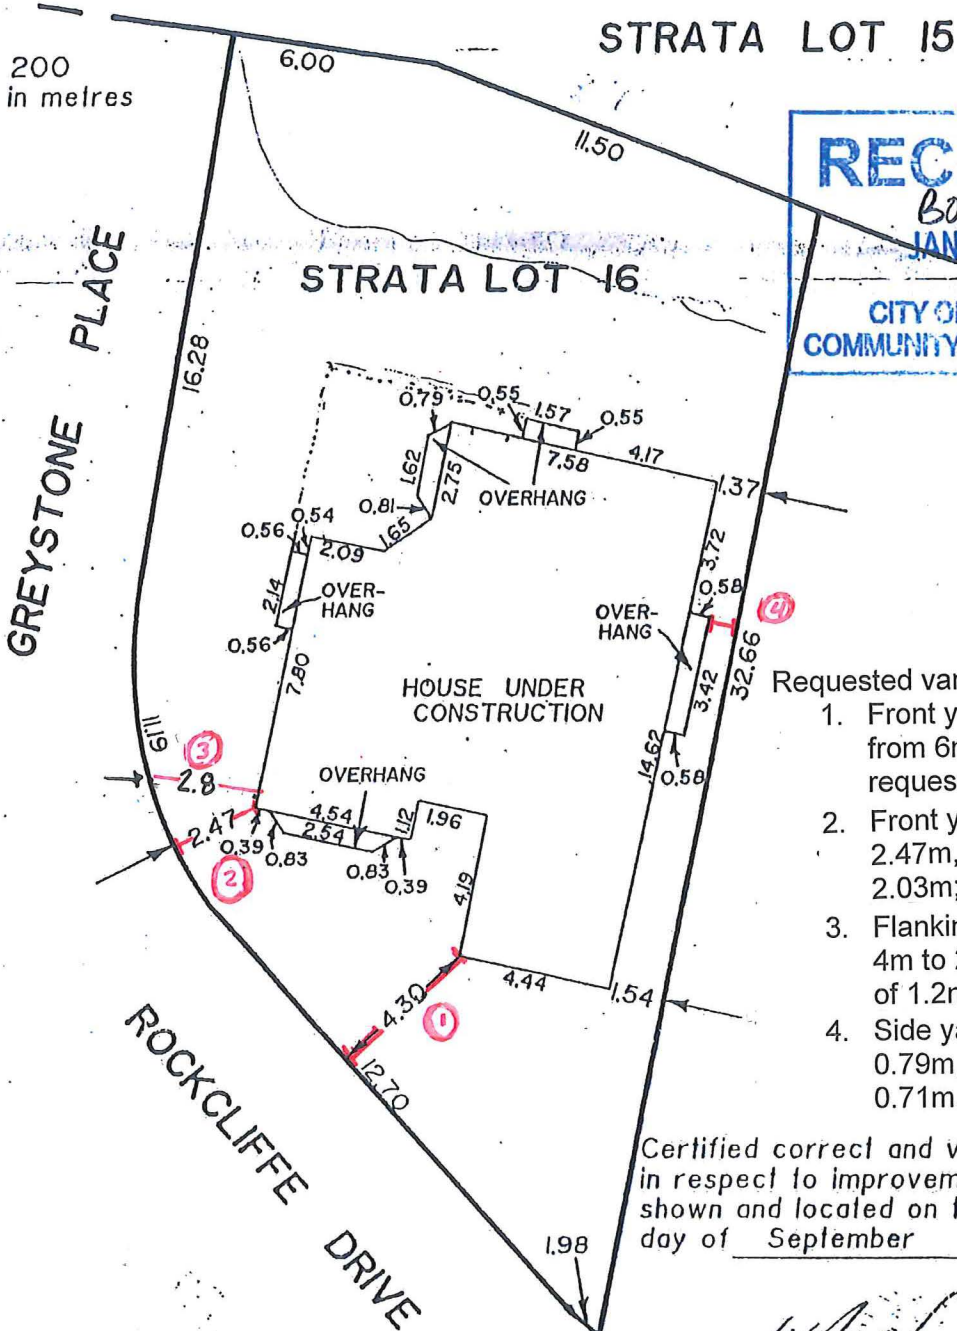 STRATA LOT 15
200
in metres
6.00
11.50
REC
BO
JAN
CITY O
COMMUNITY
GREYSTONE PLACE
16.28
STRATA LOT 16
0.79
0.55
1.57
0.55
7.58
4.17
1.37
1.62
2.75
OVERHANG
0.81
1.65
0.54
0.56
2.09
2.14
OVER-
HANG
0.56
7.80
3.72
0.58
OVER-
HANG
4
3.42
32.66
HOUSE UNDER
CONSTRUCTION
14.62
0.58
11.19
3
2.8
OVERHANG
4.54
2.54
1.12
1.96
2.47
0.39
0.83
0.83
0.39
2
4.19
4.44
1.54
4.30
1
12.70
ROCKCLIFFE DRIVE
1.98
Requested var
1. Front y
from 6m
reques
2. Front y
2.47m,
2.03m;
3. Flankin
4m to 2
of 1.2m
4. Side ya
0.79m
0.71m
Certified correct and v
in respect to improvem
shown and located on t
day of September